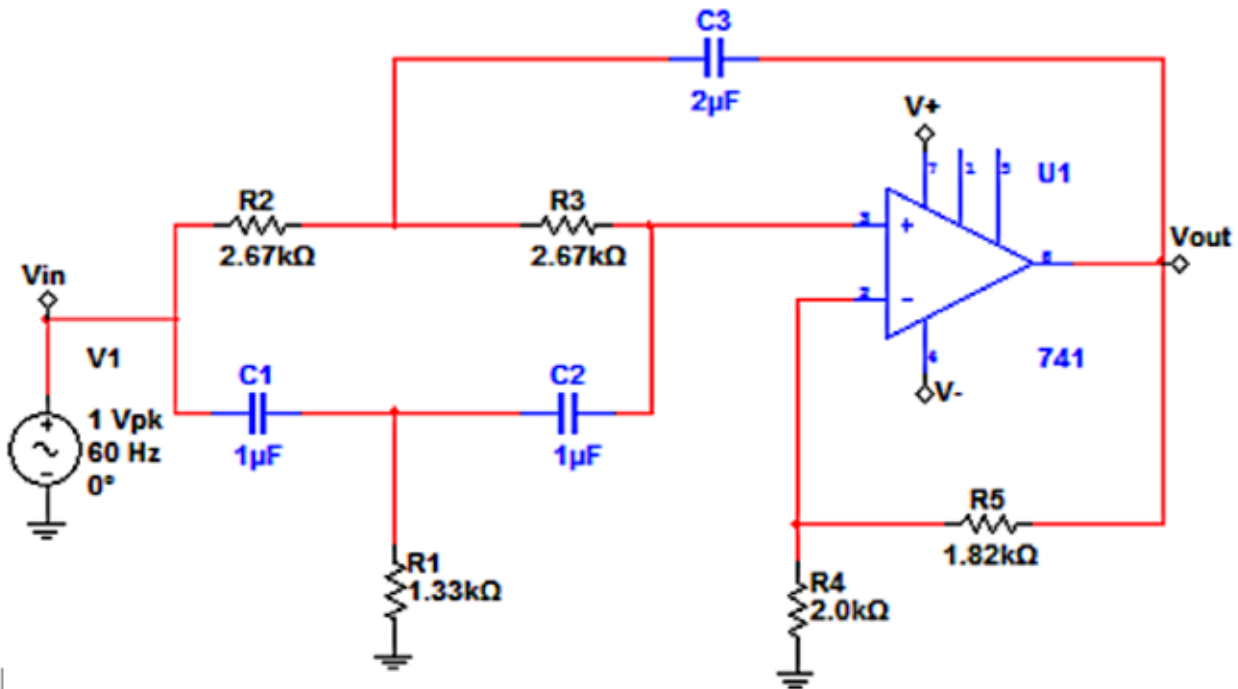 C3
2µF
V+
7
1
5
U1
R2
2.67kΩ
R3
2.67kΩ
3
+
6
Vout
Vin
2
−
4
741
V-
V1
C1
1µF
C2
1µF
+
1 Vpk
60 Hz
−
0°
R5
1.82kΩ
R1
1.33kΩ
R4
2.0kΩ